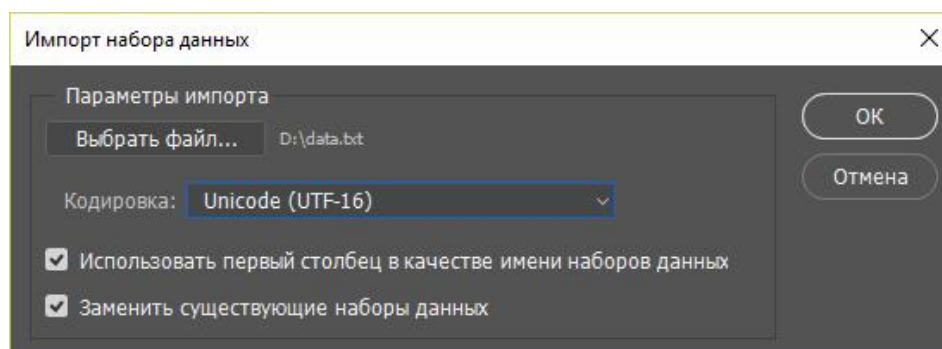 Импорт набора данных
Параметры импорта
Выбрать файл... D:\data.txt
OK
Отмена
Кодировка: Unicode (UTF-16)
Использовать первый столбец в качестве имени наборов данных
Заменить существующие наборы данных